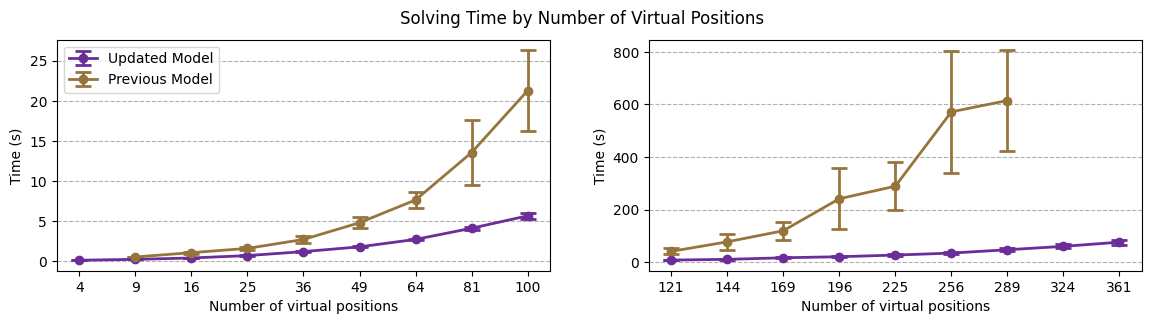 Solving Time by Number of Virtual Positions
Updated Model
Previous Model
Time (s)
25
20
15
10
5
0
4 9 16 25 36 49 64 81 100
Number of virtual positions
Time (s)
800
600
400
200
0
121 144 169 196 225 256 289 324 361
Number of virtual positions